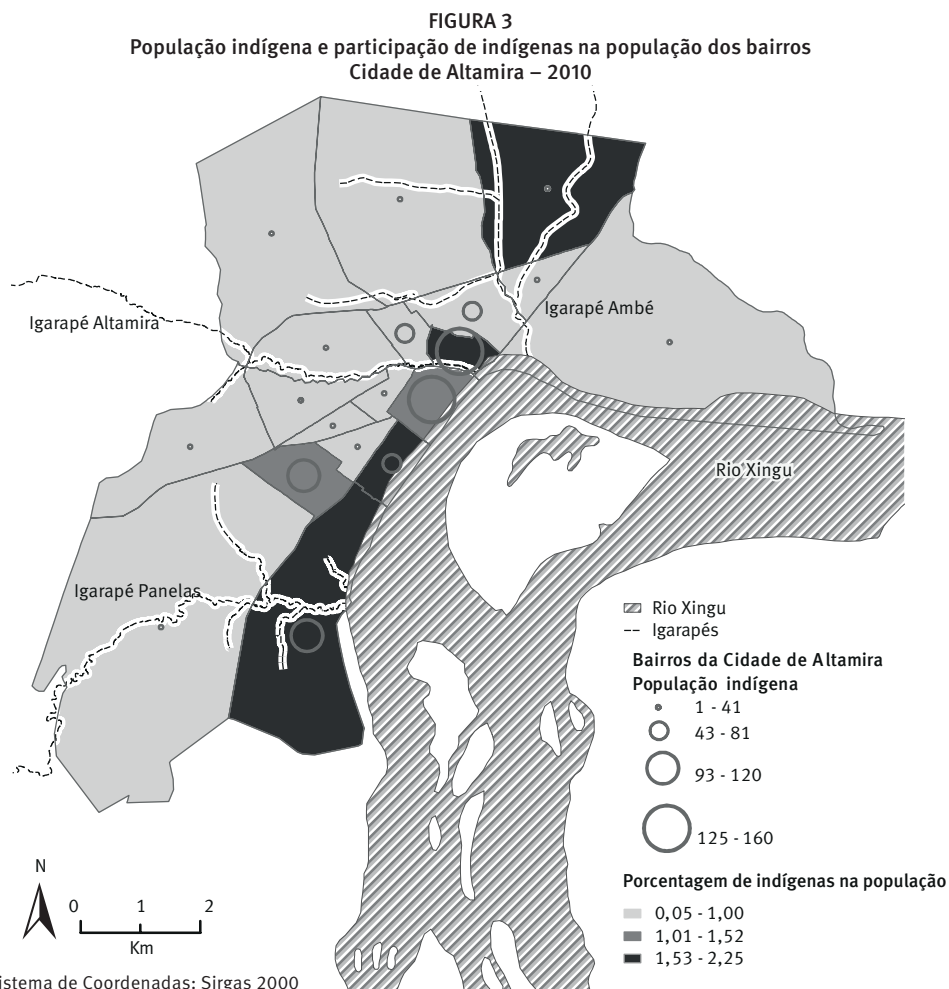 FIGURA 3
População indígena e participação de indígenas na população dos bairros
Cidade de Altamira – 2010
Igarapé Altamira
Igarapé Ambé
Rio Xingu
Igarapé Panelas
Rio Xingu
Igarapés
Bairros da Cidade de Altamira
População indígena
1 - 41
43 - 81
93 - 120
125 - 160
Porcentagem de indígenas na população
0,05 - 1,00
1,01 - 1,52
1,53 - 2,25
N
0 1 2
Km
istema de Coordenadas: Sirgas 2000